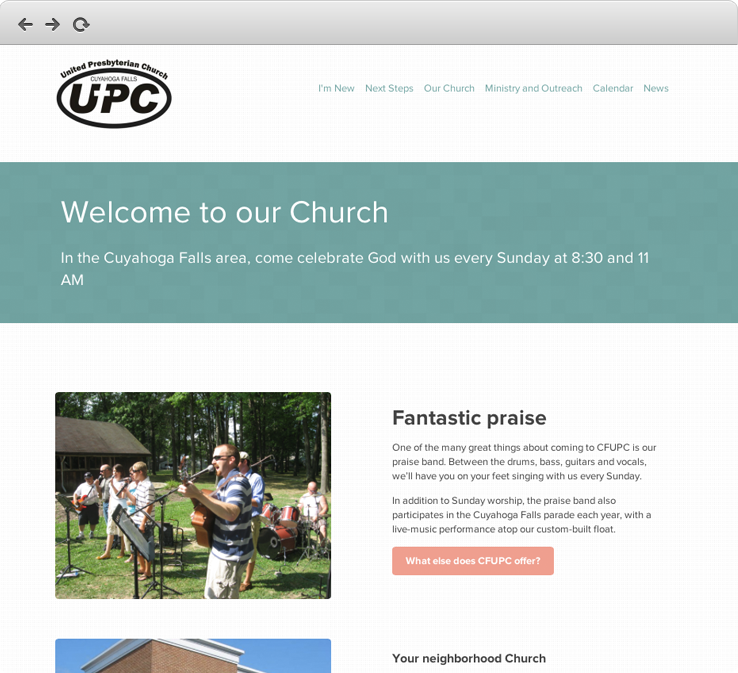 United Presbyterian Church
CUYAHOGA FALLS
UPC
I'm New Next Steps Our Church Ministry and Outreach Calendar News
Welcome to our Church
In the Cuyahoga Falls area, come celebrate God with us every Sunday at 8:30 and 11
AM
Fantastic praise
One of the many great things about coming to CFUPC is our
praise band. Between the drums, bass, guitars and vocals,
we'll have you on your feet singing with us every Sunday.
In addition to Sunday worship, the praise band also
participates in the Cuyahoga Falls parade each year, with a
live-music performance atop our custom-built float.
What else does CFUPC offer?
Your neighborhood Church